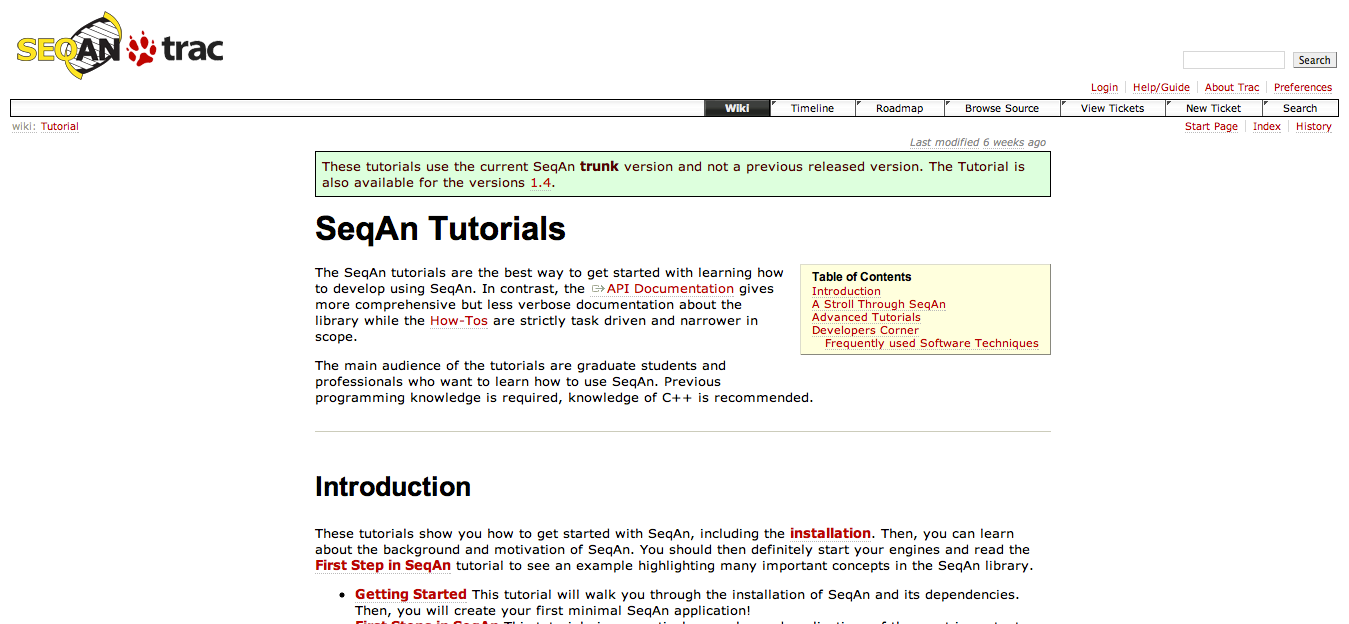 SEQAN trac
Search
Login Help/Guide About Trac Preferences
Wiki Timeline Roadmap Browse Source View Tickets New Ticket Search
wiki: Tutorial
Start Page Index History
Last modified 6 weeks ago
These tutorials use the current SeqAn trunk version and not a previous released version. The Tutorial is
also available for the versions 1.4.
SeqAn Tutorials
The SeqAn tutorials are the best way to get started with learning how
to develop using SeqAn. In contrast, the API Documentation gives
more comprehensive but less verbose documentation about the
library while the How-Tos are strictly task driven and narrower in
scope.
Table of Contents
Introduction
A Stroll Through SeqAn
Advanced Tutorials
Developers Corner
Frequently used Software Techniques
The main audience of the tutorials are graduate students and
professionals who want to learn how to use SeqAn. Previous
programming knowledge is required, knowledge of C++ is recommended.
Introduction
These tutorials show you how to get started with SeqAn, including the installation. Then, you can learn
about the background and motivation of SeqAn. You should then definitely start your engines and read the
First Step in SeqAn tutorial to see an example highlighting many important concepts in the SeqAn library.
• Getting Started This tutorial will walk you through the installation of SeqAn and its dependencies.
Then, you will create your first minimal SeqAn application!
First Steps in SeqAn This tutorial